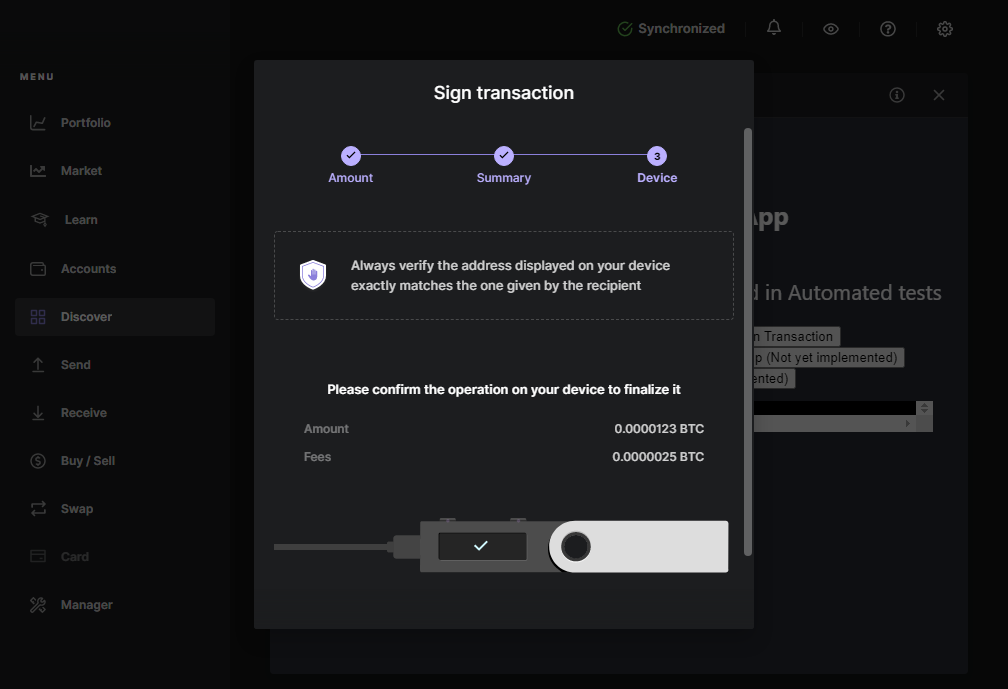 Synchronized
MENU
Portfolio
Market
Learn
Accounts
Discover
Send
Receive
Buy / Sell
Swap
Card
Manager
Sign transaction
Amount
Summary
3
Device
Always verify the address displayed on your device
exactly matches the one given by the recipient
Please confirm the operation on your device to finalize it
Amount 0.0000123 BTC
Fees 0.0000025 BTC
App
d in Automated tests
n Transaction
p (Not yet implemented)
ented)